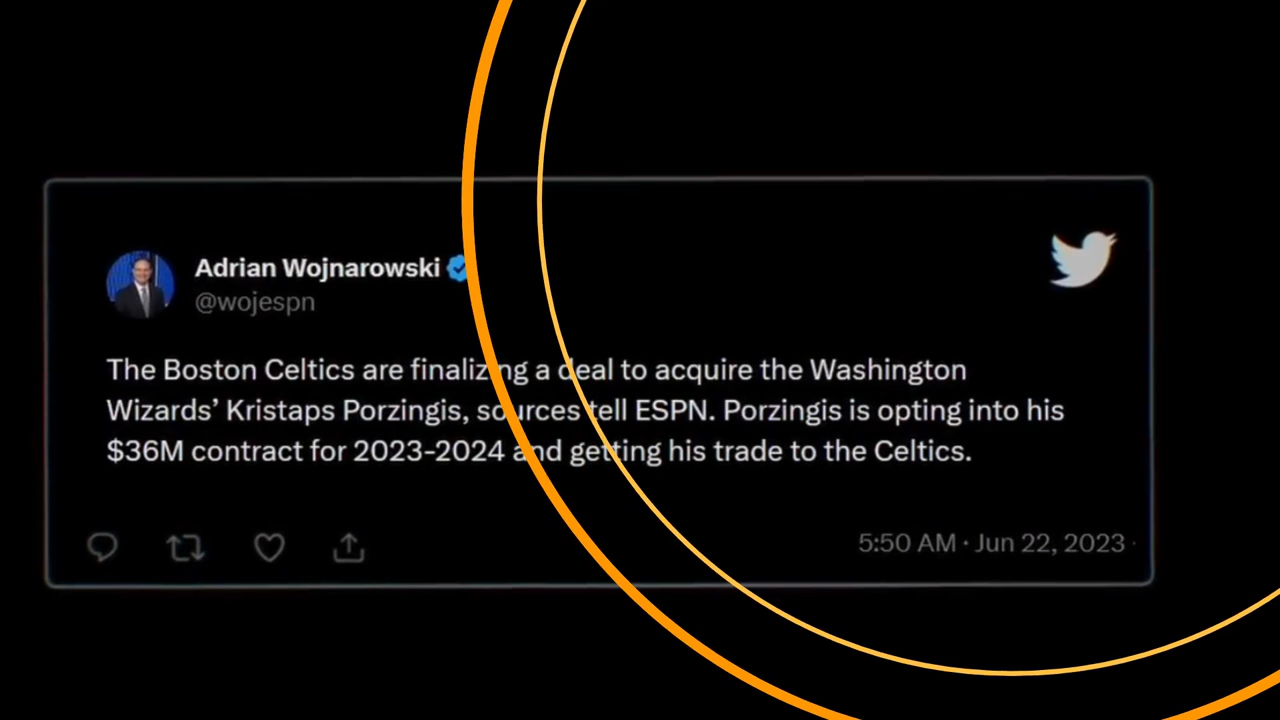 Adrian Wojnarowski
@wojespn
The Boston Celtics are finalizing a deal to acquire the Washington
Wizards’ Kristaps Porzingis, sources tell ESPN. Porzingis is opting into his
$36M contract for 2023-2024 and getting his trade to the Celtics.
5:50 AM · Jun 22, 2023 ·